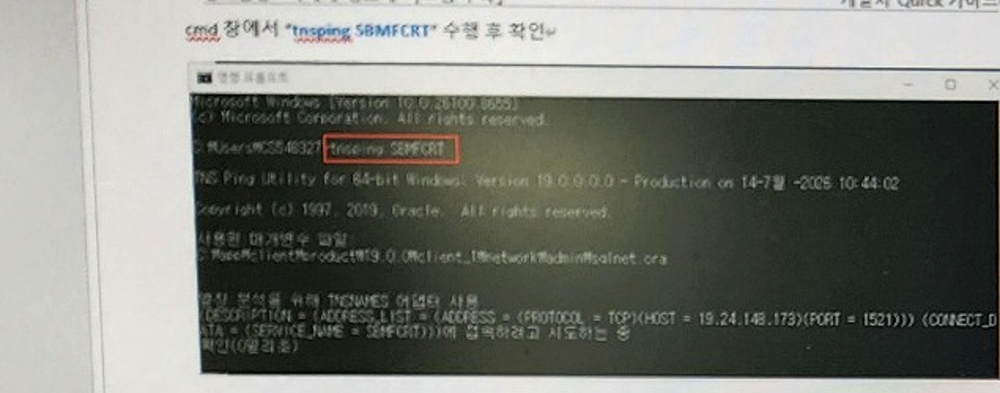 개발자 Quick 가이드
cmd 창에서 "tnsping SBMFCRT" 수행 후 확인
명령 프롬프트
Microsoft Windows [Version 10.0.26100.8655]
(c) Microsoft Corporation. All rights reserved.
C:₩Users₩CS548327>tnsping SBMFCRT
TNS Ping Utility for 64-bit Windows: Version 19.0.0.0.0 - Production on 14-7월 -2026 10:44:02
Copyright (c) 1997, 2019, Oracle. All rights reserved.
사용된 매개변수 파일:
client₩product₩19.0.0₩client_1₩network₩admin₩sqlnet.ora
별칭 분석을 위해 TNSNAMES 어댑터 사용
(DESCRIPTION = (ADDRESS_LIST = (ADDRESS = (PROTOCOL = TCP)(HOST = 19.24.148.173)(PORT = 1521))) (CONNECT_D
ATA = (SERVICE_NAME = SBMFCRT)))에 접속하려고 시도하는 중
확인(0밀리초)